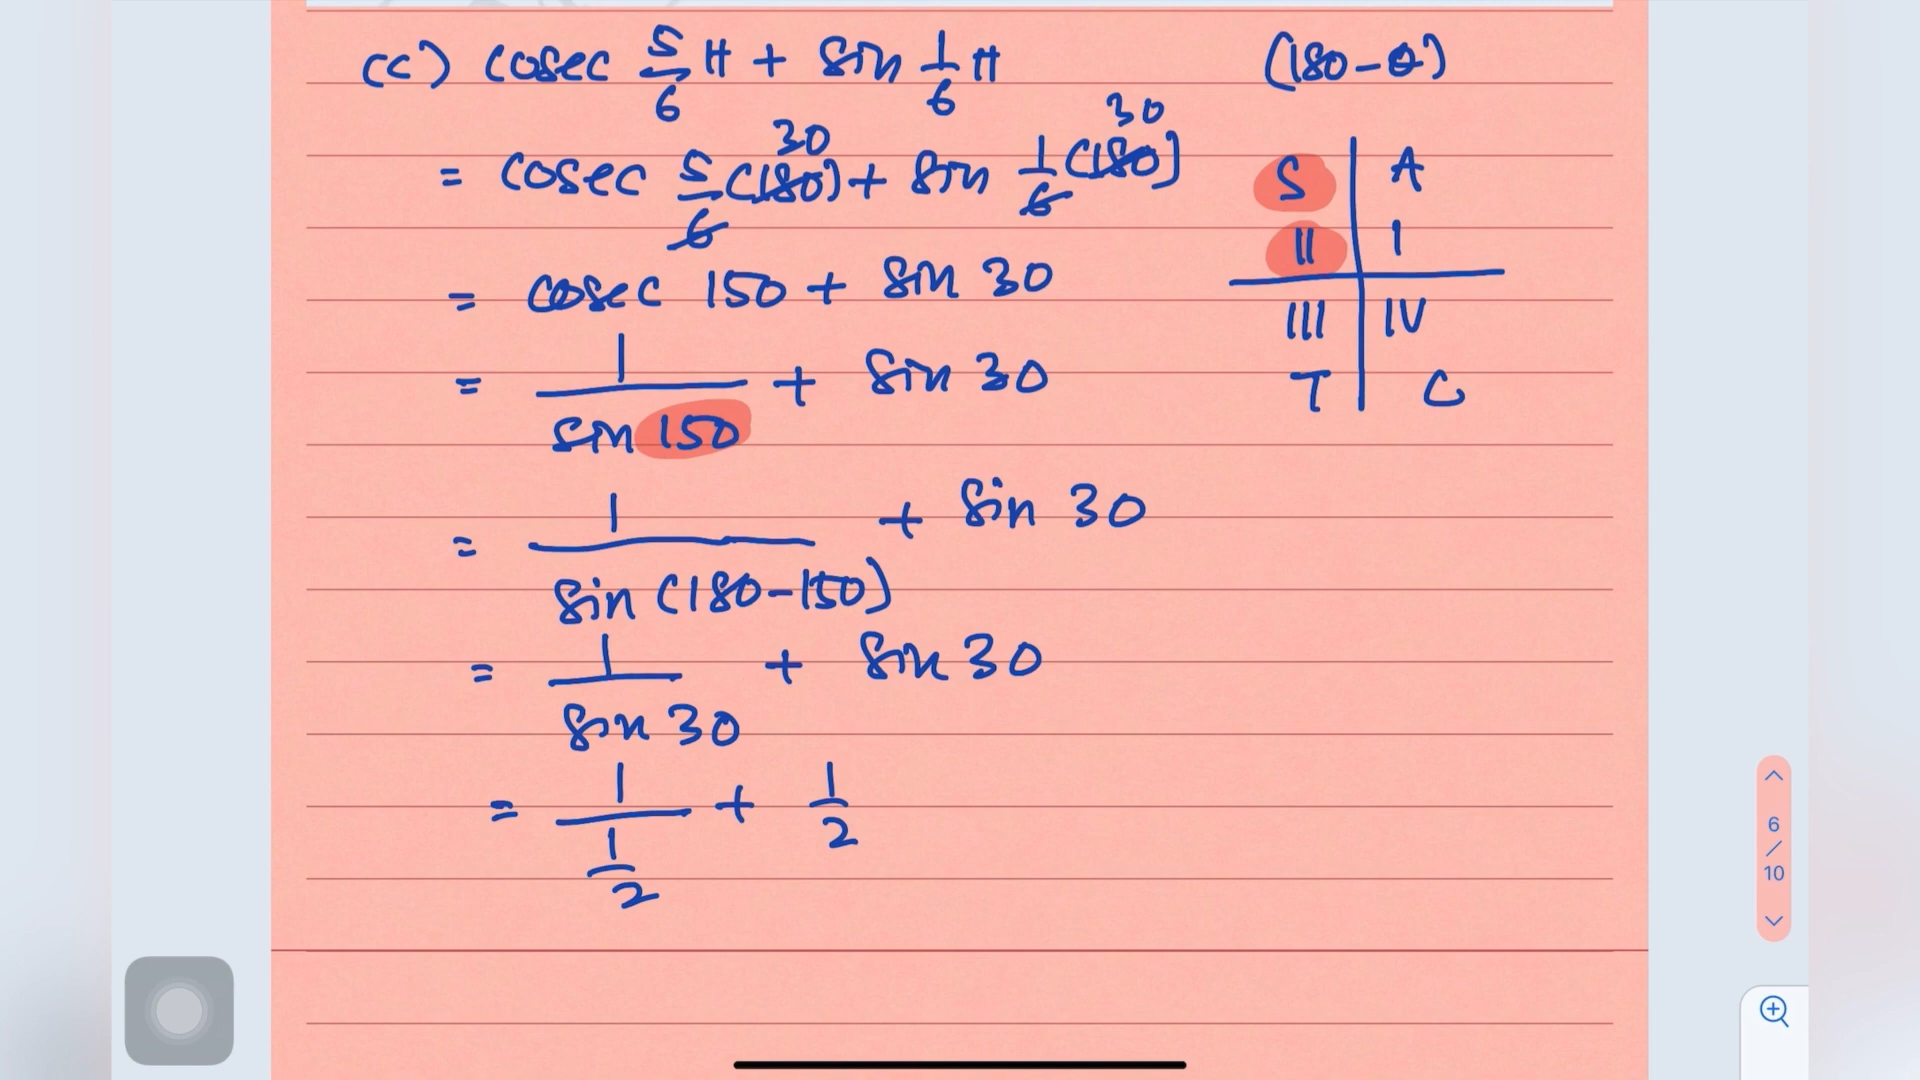 (c) cosec 5/6 π + sin 1/6 π
= cosec 5/6 (180) 30 + sin 1/6 (180) 30
= cosec 150 + sin 30
= 1/sin 150 + sin 30
= 1/sin (180-150) + sin 30
= 1/sin 30 + sin 30
= 1/(1/2) + 1/2
(180-θ)
S A
II I
III IV
T C
6
/
10